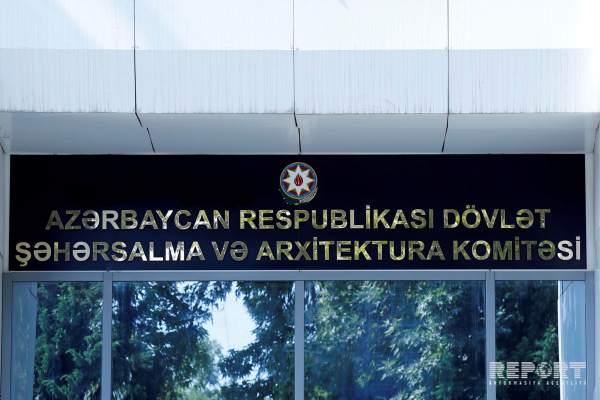 AZƏRBAYCAN RESPUBLİKASI DÖVLƏT
ŞƏHƏRSALMA VƏ ARXİTEKTURA KOMİTƏSİ
REPORT
İNFORMASİYA AGENTLİYİ